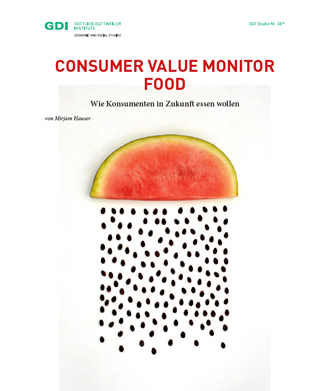 GDI GOTTLIEB DUTTWEILER
INSTITUTE
ECONOMIC AND SOCIAL STUDIES
GDI Studie Nr. 38*
CONSUMER VALUE MONITOR
FOOD
Wie Konsumenten in Zukunft essen wollen
von Mirjam Hauser